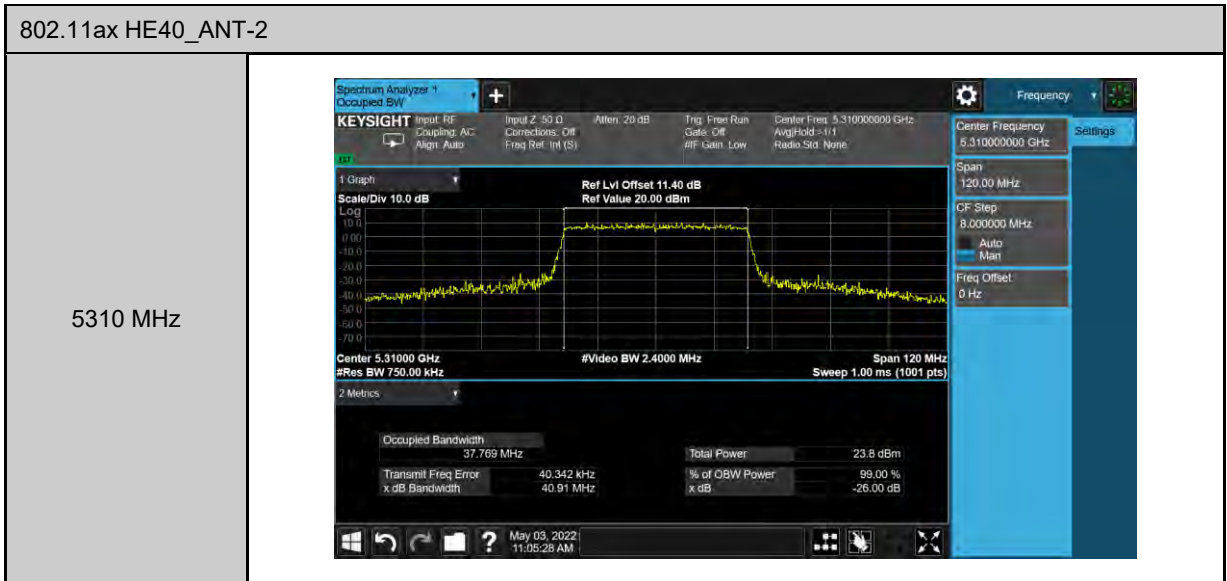 802.11ax HE40_ANT-2
5310 MHz
Spectrum Analyzer 1
Occupied BW
+
Frequency
KEYSIGHT
Input: RF
Coupling: AC
Align: Auto
Input Z: 50 Ω
Corrections: Off
Freq Ref: Int (S)
Atten: 20 dB
Trig: Free Run
Gate: Off
#IF Gain: Low
Center Freq: 5.310000000 GHz
Avg|Hold:>1/1
Radio Std: None
Center Frequency
5.310000000 GHz
Settings
Span
120.00 MHz
CF Step
8.000000 MHz
Auto
Man
Freq Offset
0 Hz
1 Graph
Scale/Div 10.0 dB
Ref Lvl Offset 11.40 dB
Ref Value 20.00 dBm
Log
10.0
0.00
-10.0
-20.0
-30.0
-40.0
-50.0
-60.0
-70.0
Center 5.31000 GHz
#Res BW 750.00 kHz
#Video BW 2.4000 MHz
Span 120 MHz
Sweep 1.00 ms (1001 pts)
2 Metrics
Occupied Bandwidth
37.769 MHz
Total Power 23.8 dBm
Transmit Freq Error 40.342 kHz
% of OBW Power 99.00 %
x dB Bandwidth 40.91 MHz
x dB -26.00 dB
?
May 03, 2022
11:05:28 AM